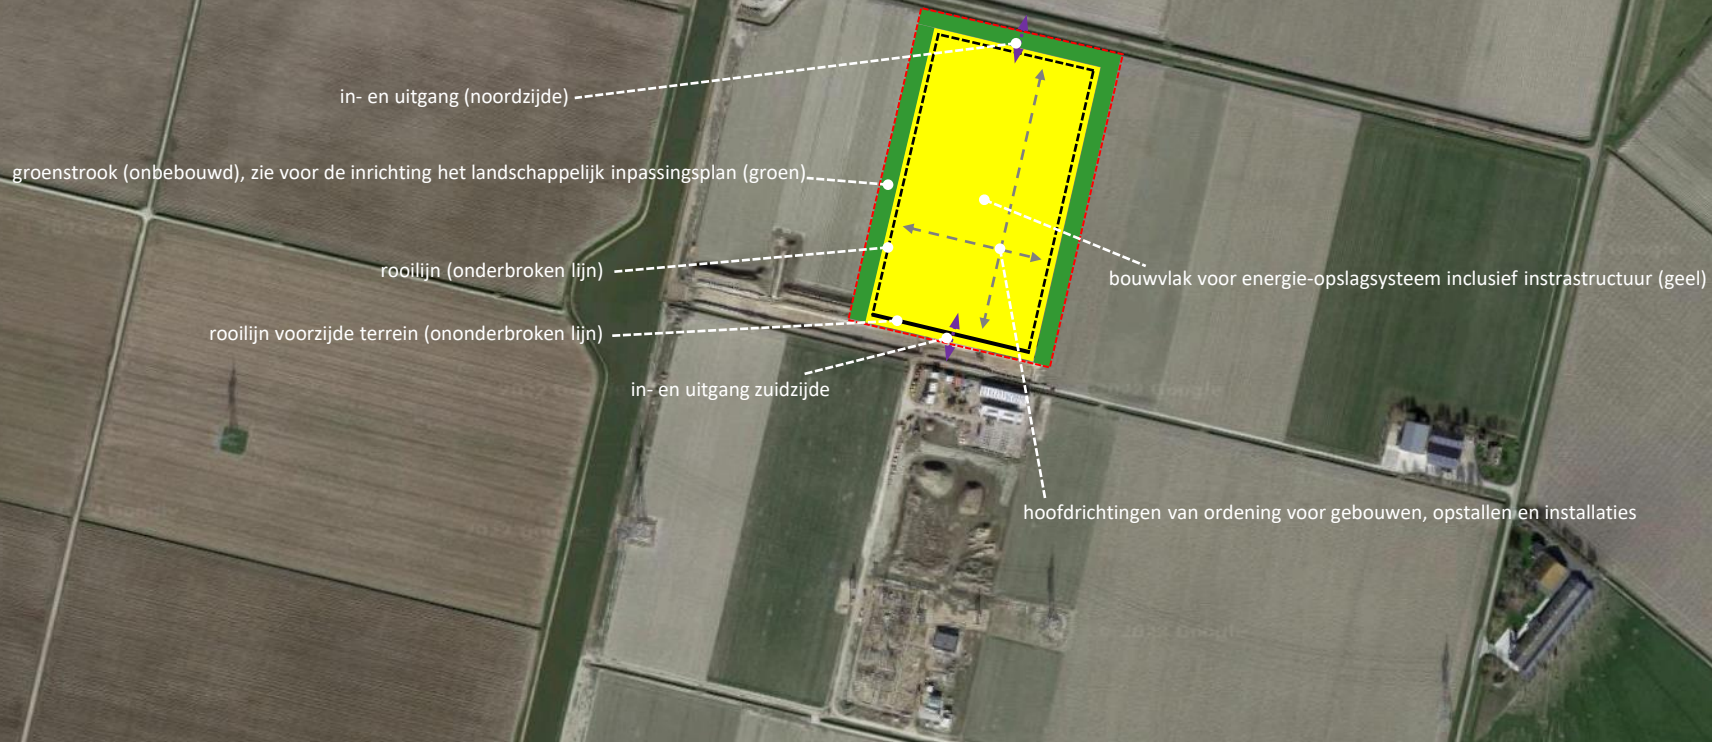 in- en uitgang (noordzijde)
groenstrook (onbebouwd), zie voor de inrichting het landschappelijk inpassingsplan (groen)
rooilijn (onderbroken lijn)
bouwvlak voor energie-opslagsysteem inclusief instrastructuur (geel)
rooilijn voorzijde terrein (ononderbroken lijn)
in- en uitgang zuidzijde
hoofdrichtingen van ordening voor gebouwen, opstallen en installaties